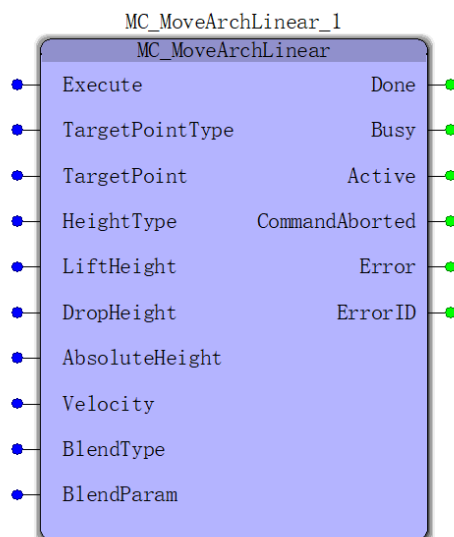 MC_MoveArchLinear_1
MC_MoveArchLinear
Execute Done
TargetPointType Busy
TargetPoint Active
HeightType CommandAborted
LiftHeight Error
DropHeight ErrorID
AbsoluteHeight
Velocity
BlendType
BlendParam